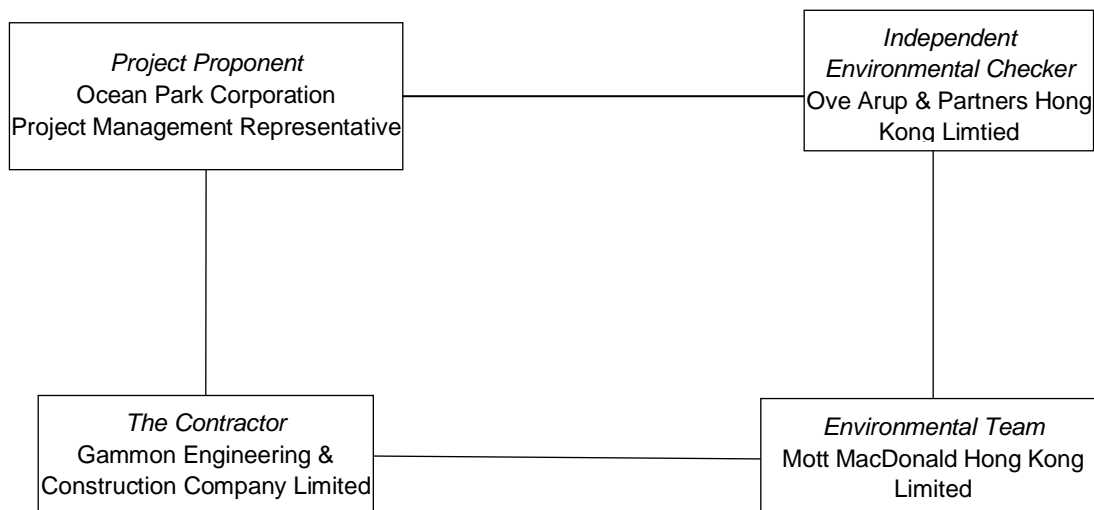 Project Proponent
Ocean Park Corporation
Project Management Representative
Independent
Environmental Checker
Ove Arup & Partners Hong
Kong Limtied
The Contractor
Gammon Engineering &
Construction Company Limited
Environmental Team
Mott MacDonald Hong Kong
Limited